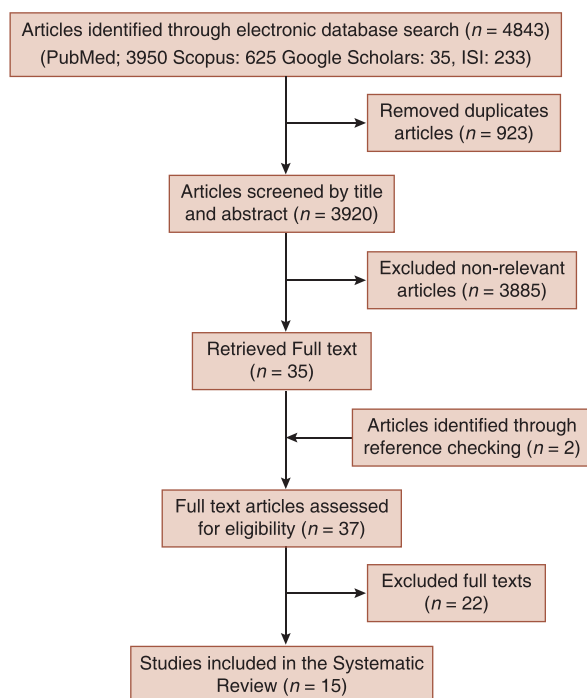 Articles identified through electronic database search (n = 4843)
(PubMed; 3950 Scopus: 625 Google Scholars: 35, ISI: 233)
Removed duplicates
articles (n = 923)
Articles screened by title
and abstract (n = 3920)
Excluded non-relevant
articles (n = 3885)
Retrieved Full text
(n = 35)
Articles identified through
reference checking (n = 2)
Full text articles assessed
for eligibility (n = 37)
Excluded full texts
(n = 22)
Studies included in the Systematic
Review (n = 15)